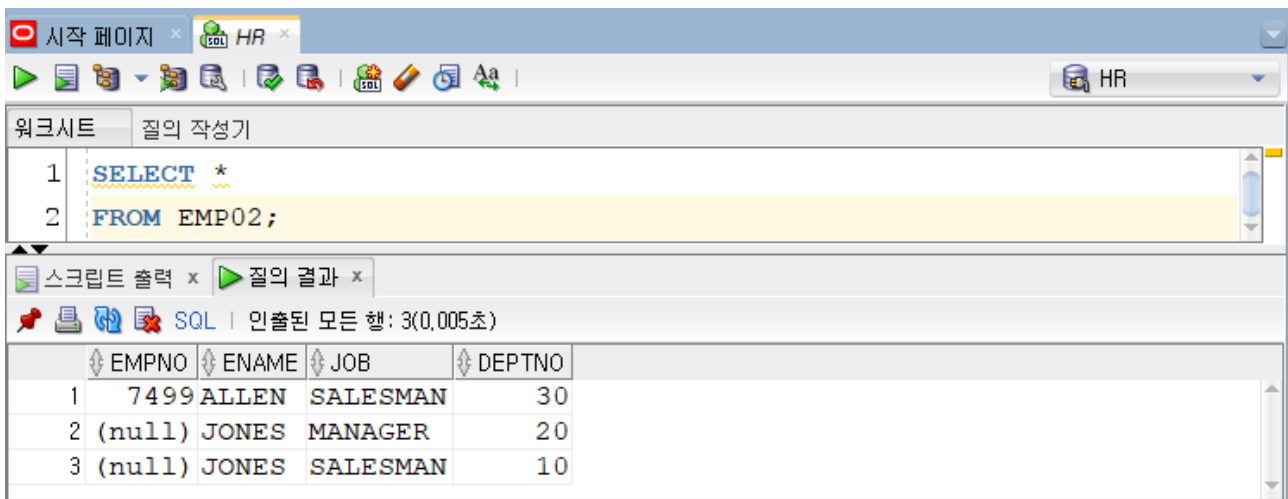 시작 페이지 HR
HR
워크시트 질의 작성기
1 SELECT *
2 FROM EMP02;
스크립트 출력 x 질의 결과 x
SQL | 인출된 모든 행: 3(0,005초)
EMPNO ENAME JOB DEPTNO
1 7499 ALLEN SALESMAN 30
2 (null) JONES MANAGER 20
3 (null) JONES SALESMAN 10